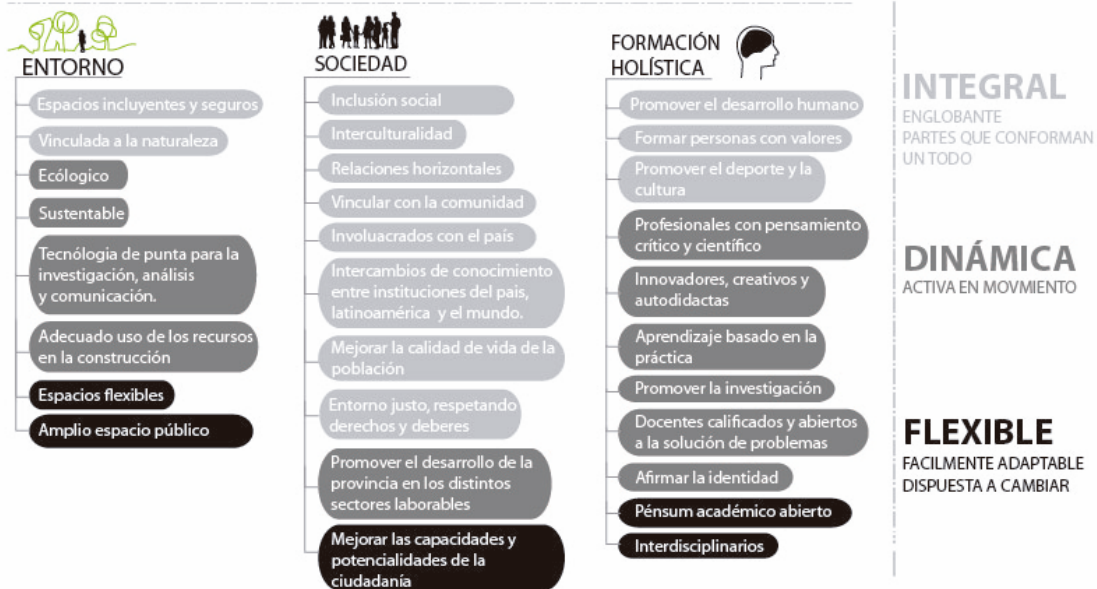 ENTORNO
Espacios incluyentes y seguros
Vinculada a la naturaleza
Ecólogico
Sustentable
Tecnólogia de punta para la
investigación, análisis
y comunicación.
Adecuado uso de los recursos
en la construcción
Espacios flexibles
Amplio espacio público
SOCIEDAD
Inclusión social
Interculturalidad
Relaciones horizontales
Vincular con la comunidad
Involuacrados con el país
Intercambios de conocimiento
entre instituciones del pais,
latinoamérica y el mundo.
Mejorar la calidad de vida de la
población
Entorno justo, respetando
derechos y deberes
Promover el desarrollo de la
provincia en los distintos
sectores laborables
Mejorar las capacidades y
potencialidades de la
ciudadanía
FORMACIÓN
HOLÍSTICA
Promover el desarrollo humano
Formar personas con valores
Promover el deporte y la
cultura
Profesionales con pensamiento
crítico y científico
Innovadores, creativos y
autodidactas
Aprendizaje basado en la
práctica
Promover la investigación
Docentes calificados y abiertos
a la solución de problemas
Afirmar la identidad
Pénsum académico abierto
Interdisciplinarios
INTEGRAL
ENGLOBANTE
PARTES QUE CONFORMAN
UN TODO
DINÁMICA
ACTIVA EN MOVMIENTO
FLEXIBLE
FACILMENTE ADAPTABLE
DISPUESTA A CAMBIAR